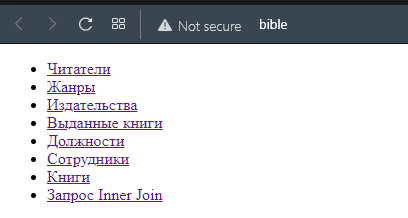 Not secure bible
Читатели
Жанры
Издательства
Выданные книги
Должности
Сотрудники
Книги
Запрос Inner Join